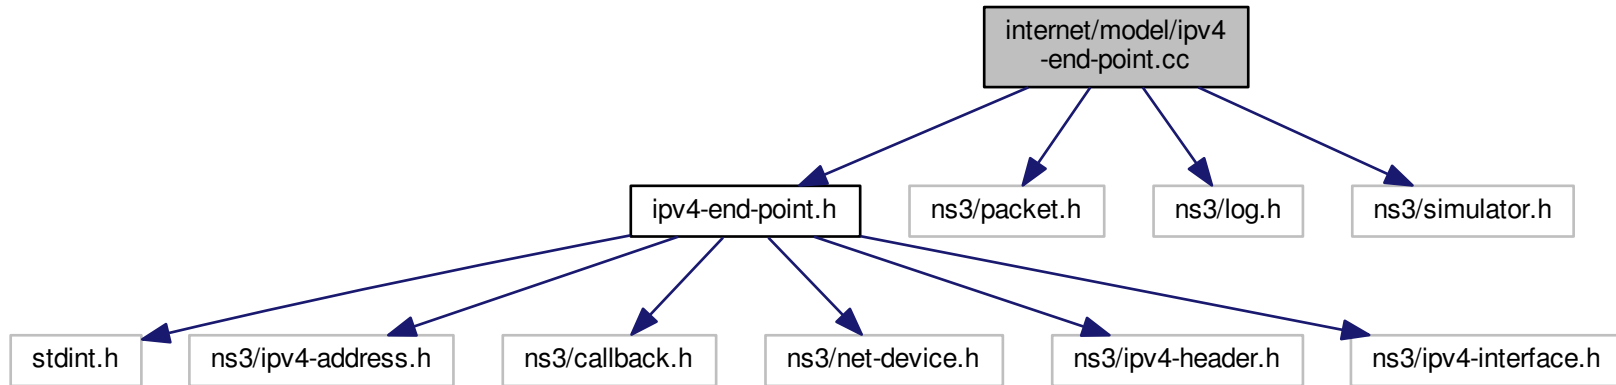 internet/model/ipv4
-end-point.cc
ipv4-end-point.h
ns3/packet.h
ns3/log.h
ns3/simulator.h
stdint.h
ns3/ipv4-address.h
ns3/callback.h
ns3/net-device.h
ns3/ipv4-header.h
ns3/ipv4-interface.h